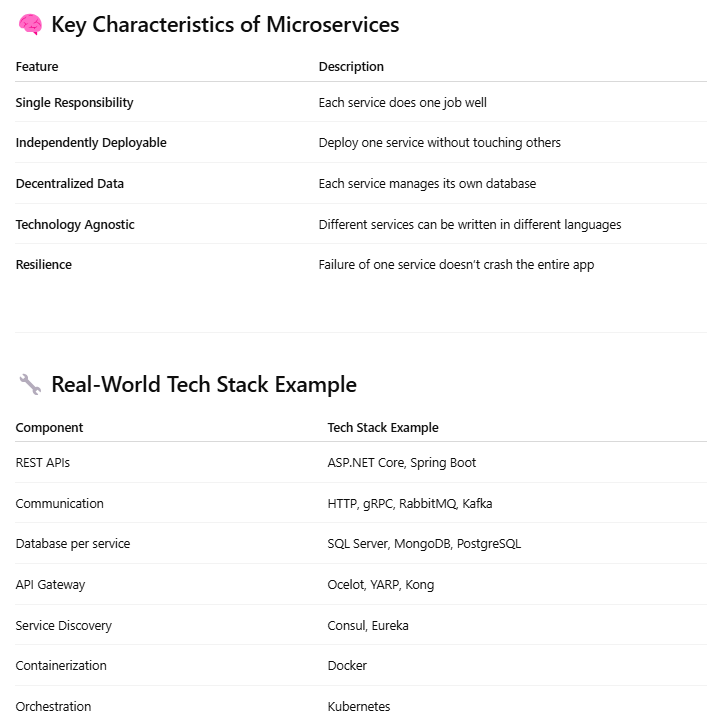 🧠 Key Characteristics of Microservices
Feature Description
Single Responsibility Each service does one job well
Independently Deployable Deploy one service without touching others
Decentralized Data Each service manages its own database
Technology Agnostic Different services can be written in different languages
Resilience Failure of one service doesn’t crash the entire app
🔧 Real-World Tech Stack Example
Component Tech Stack Example
REST APIs ASP.NET Core, Spring Boot
Communication HTTP, gRPC, RabbitMQ, Kafka
Database per service SQL Server, MongoDB, PostgreSQL
API Gateway Ocelot, YARP, Kong
Service Discovery Consul, Eureka
Containerization Docker
Orchestration Kubernetes